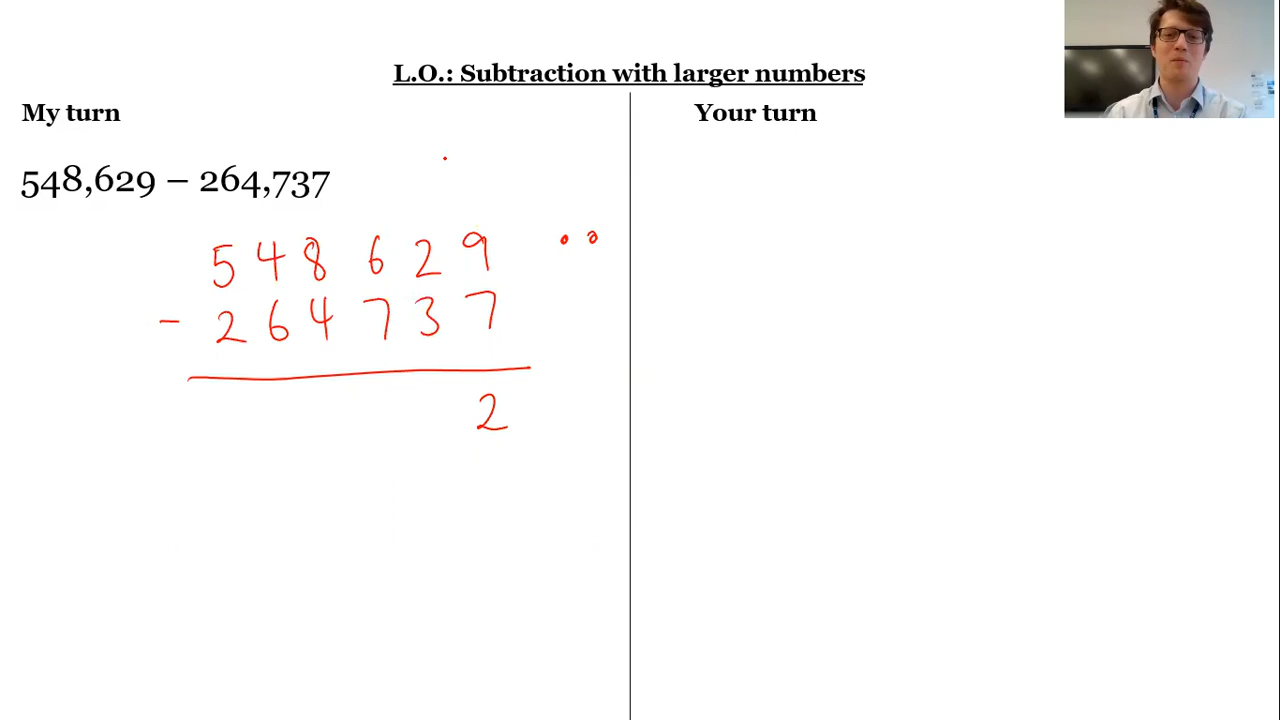 L.O.: Subtraction with larger numbers
My turn
548,629 – 264,737
5 4 8 6 2 9
- 2 6 4 7 3 7
2
Your turn